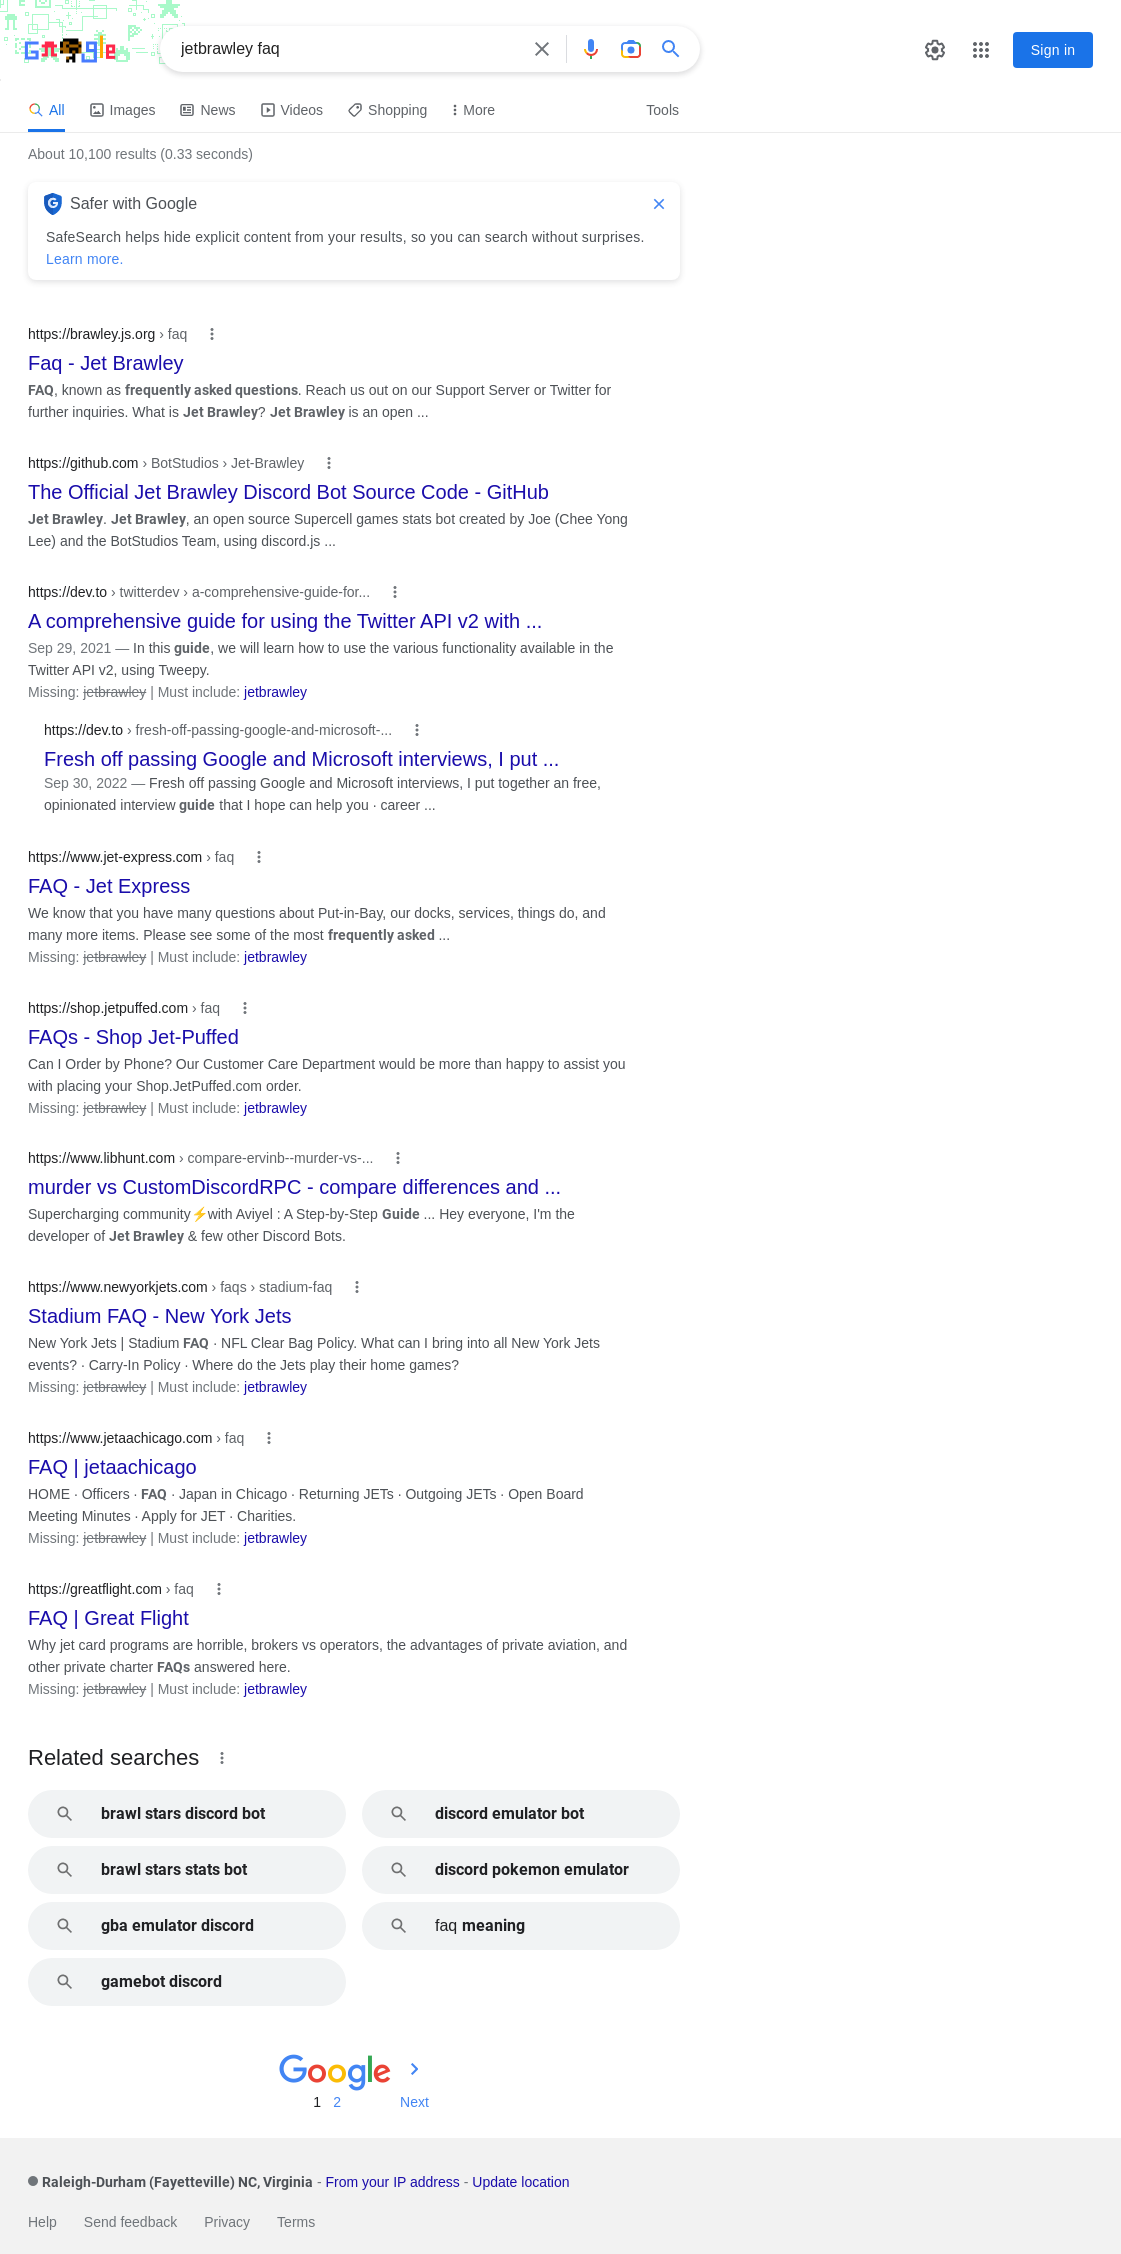 jetbrawley faq
Sign in
All Images News Videos Shopping More Tools
About 10,100 results (0.33 seconds)
Safer with Google
SafeSearch helps hide explicit content from your results, so you can search without surprises.
Learn more.
https://brawley.js.org › faq
Faq - Jet Brawley
FAQ, known as frequently asked questions. Reach us out on our Support Server or Twitter for
further inquiries. What is Jet Brawley? Jet Brawley is an open ...
https://github.com › BotStudios › Jet-Brawley
The Official Jet Brawley Discord Bot Source Code - GitHub
Jet Brawley. Jet Brawley, an open source Supercell games stats bot created by Joe (Chee Yong
Lee) and the BotStudios Team, using discord.js ...
https://dev.to › twitterdev › a-comprehensive-guide-for...
A comprehensive guide for using the Twitter API v2 with ...
Sep 29, 2021 — In this guide, we will learn how to use the various functionality available in the
Twitter API v2, using Tweepy.
Missing: jetbrawley | Must include: jetbrawley
https://dev.to › fresh-off-passing-google-and-microsoft-...
Fresh off passing Google and Microsoft interviews, I put ...
Sep 30, 2022 — Fresh off passing Google and Microsoft interviews, I put together an free,
opinionated interview guide that I hope can help you · career ...
https://www.jet-express.com › faq
FAQ - Jet Express
We know that you have many questions about Put-in-Bay, our docks, services, things do, and
many more items. Please see some of the most frequently asked ...
Missing: jetbrawley | Must include: jetbrawley
https://shop.jetpuffed.com › faq
FAQs - Shop Jet-Puffed
Can I Order by Phone? Our Customer Care Department would be more than happy to assist you
with placing your Shop.JetPuffed.com order.
Missing: jetbrawley | Must include: jetbrawley
https://www.libhunt.com › compare-ervinb--murder-vs-...
murder vs CustomDiscordRPC - compare differences and ...
Supercharging community⚡with Aviyel : A Step-by-Step Guide ... Hey everyone, I'm the
developer of Jet Brawley & few other Discord Bots.
https://www.newyorkjets.com › faqs › stadium-faq
Stadium FAQ - New York Jets
New York Jets | Stadium FAQ · NFL Clear Bag Policy. What can I bring into all New York Jets
events? · Carry-In Policy · Where do the Jets play their home games?
Missing: jetbrawley | Must include: jetbrawley
https://www.jetaachicago.com › faq
FAQ | jetaachicago
HOME · Officers · FAQ · Japan in Chicago · Returning JETs · Outgoing JETs · Open Board
Meeting Minutes · Apply for JET · Charities.
Missing: jetbrawley | Must include: jetbrawley
https://greatflight.com › faq
FAQ | Great Flight
Why jet card programs are horrible, brokers vs operators, the advantages of private aviation, and
other private charter FAQs answered here.
Missing: jetbrawley | Must include: jetbrawley
Related searches
brawl stars discord bot discord emulator bot
brawl stars stats bot discord pokemon emulator
gba emulator discord faq meaning
gamebot discord
Google
1 2 Next
Raleigh-Durham (Fayetteville) NC, Virginia - From your IP address - Update location
Help Send feedback Privacy Terms